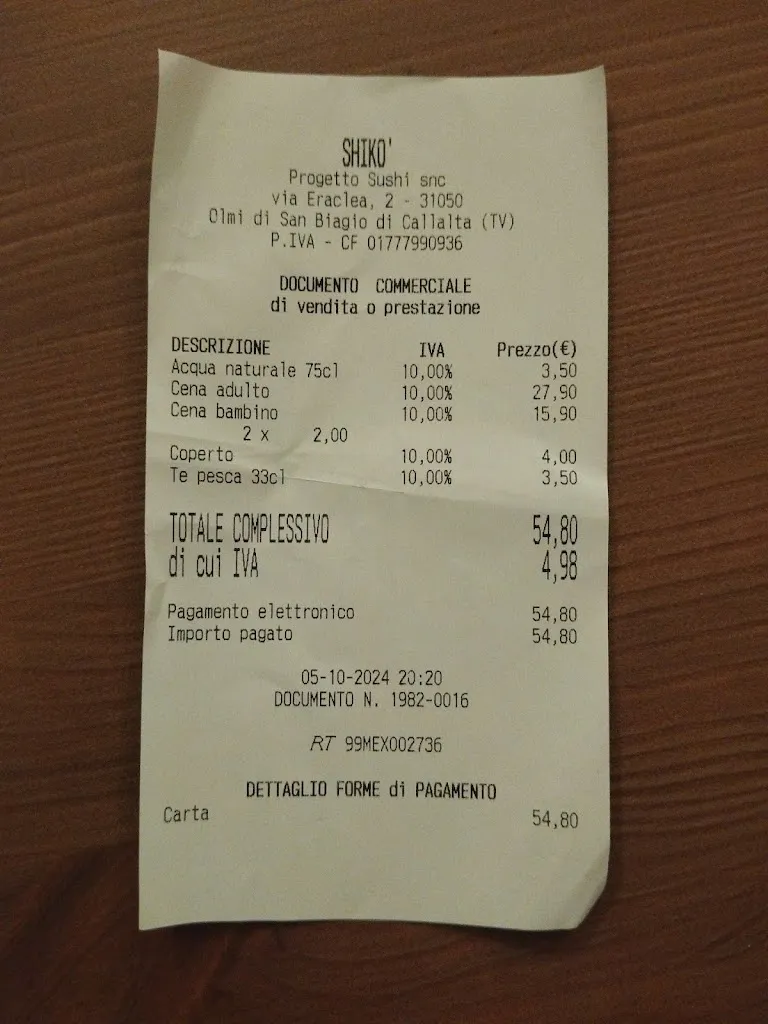 SHIKO'
Progetto Sushi snc
via Eraclea, 2 - 31050
Olmi di San Biagio di Callalta (TV)
P.IVA - CF 01777990936
DOCUMENTO COMMERCIALE
di vendita o prestazione
DESCRIZIONE IVA Prezzo(€)
Acqua naturale 75cl 10,00% 3,50
Cena adulto 10,00% 27,90
Cena bambino 10,00% 15,90
2 x 2,00
Coperto 10,00% 4,00
Te pesca 33cl 10,00% 3,50
TOTALE COMPLESSIVO 54,80
di cui IVA 4,98
Pagamento elettronico 54,80
Importo pagato 54,80
05-10-2024 20:20
DOCUMENTO N. 1982-0016
RT 99MEX002736
DETTAGLIO FORME di PAGAMENTO
Carta 54,80